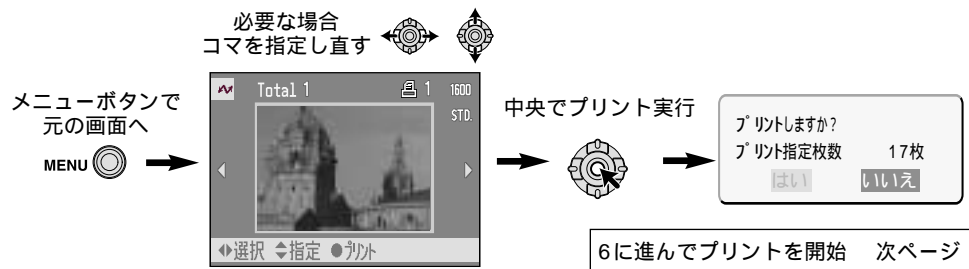 必要な場合
コマを指定し直す
メニューボタンで
元の画面へ
MENU
Total 1
1
1600
STD.
選択 指定 プリント
中央でプリント実行
プリントしますか?
プリント指定枚数 17枚
はい いいえ
6に進んでプリントを開始 次ページ